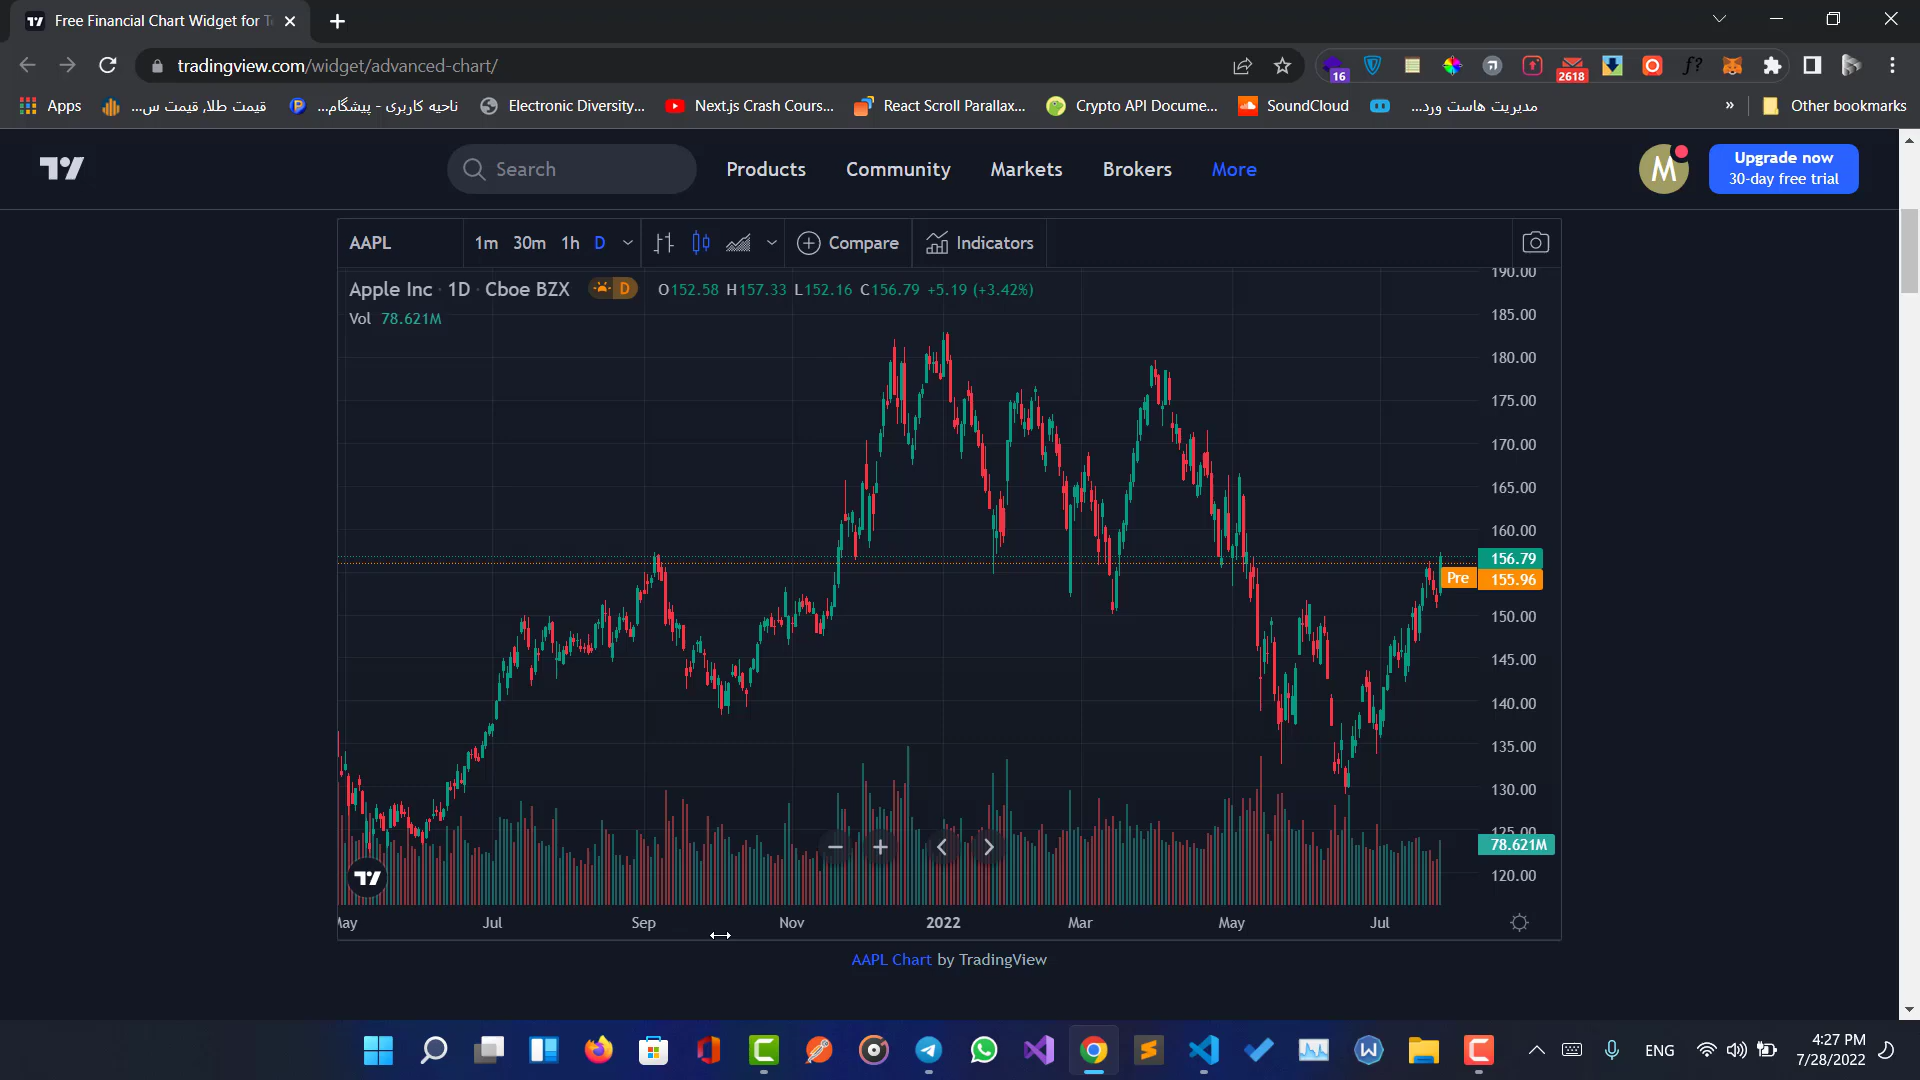 Free Financial Chart Widget for
tradingview.com/widget/advanced-chart/
16
2618
Apps
قیمت طلا, قیمت س...
ناحیه کاربری - پیشگام...
Electronic Diversity...
Next.js Crash Cours...
React Scroll Parallax...
Crypto API Docume...
SoundCloud
مدیریت هاست ورد...
»
Other bookmarks
Search
Products
Community
Markets
Brokers
More
M
Upgrade now
30-day free trial
AAPL
1m
30m
1h
D
Compare
Indicators
Apple Inc · 1D · Cboe BZX
D
O152.58 H157.33 L152.16 C156.79 +5.19 (+3.42%)
Vol 78.621M
190.00
185.00
180.00
175.00
170.00
165.00
160.00
156.79
Pre 155.96
150.00
145.00
140.00
135.00
130.00
125.00
78.621M
120.00
May
Jul
Sep
Nov
2022
Mar
May
Jul
AAPL Chart by TradingView
ENG
4:27 PM
7/28/2022